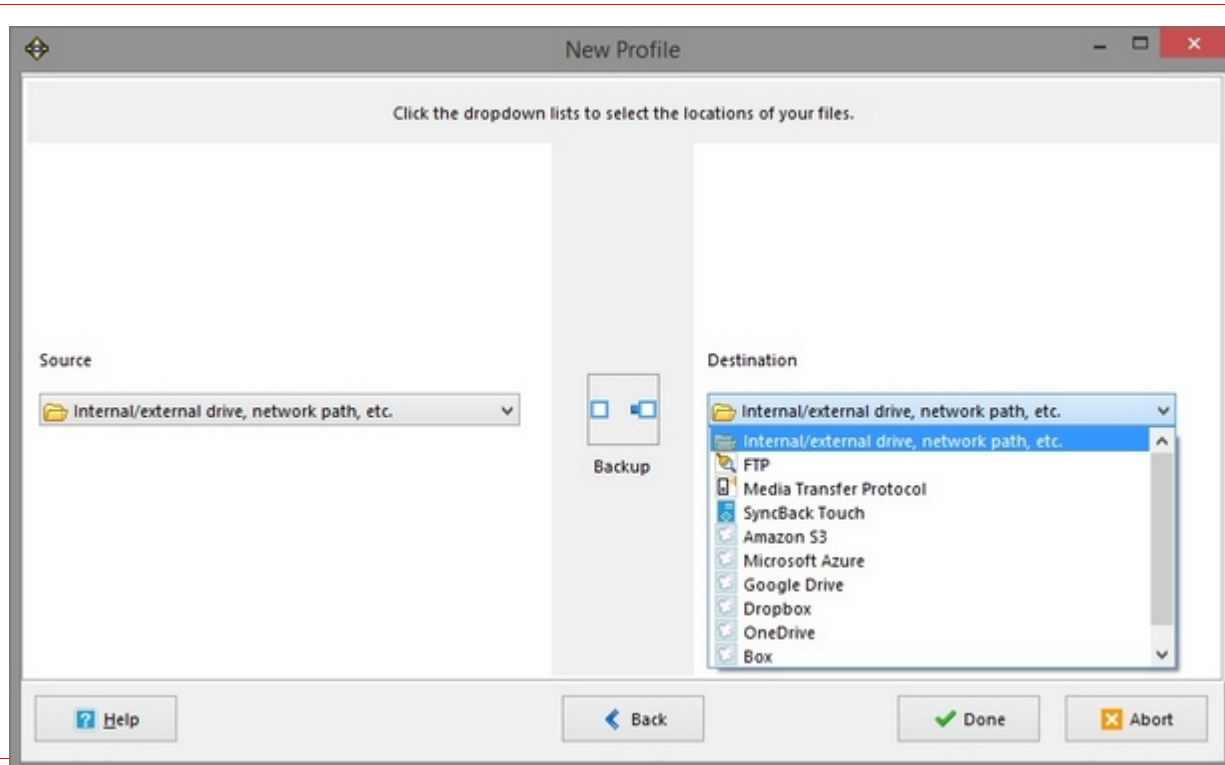 New Profile
Click the dropdown lists to select the locations of your files.
Source
Internal/external drive, network path, etc.
Backup
Destination
Internal/external drive, network path, etc.
Internal/external drive, network path, etc.
FTP
Media Transfer Protocol
SyncBack Touch
Amazon S3
Microsoft Azure
Google Drive
Dropbox
OneDrive
Box
Help
Back
Done
Abort